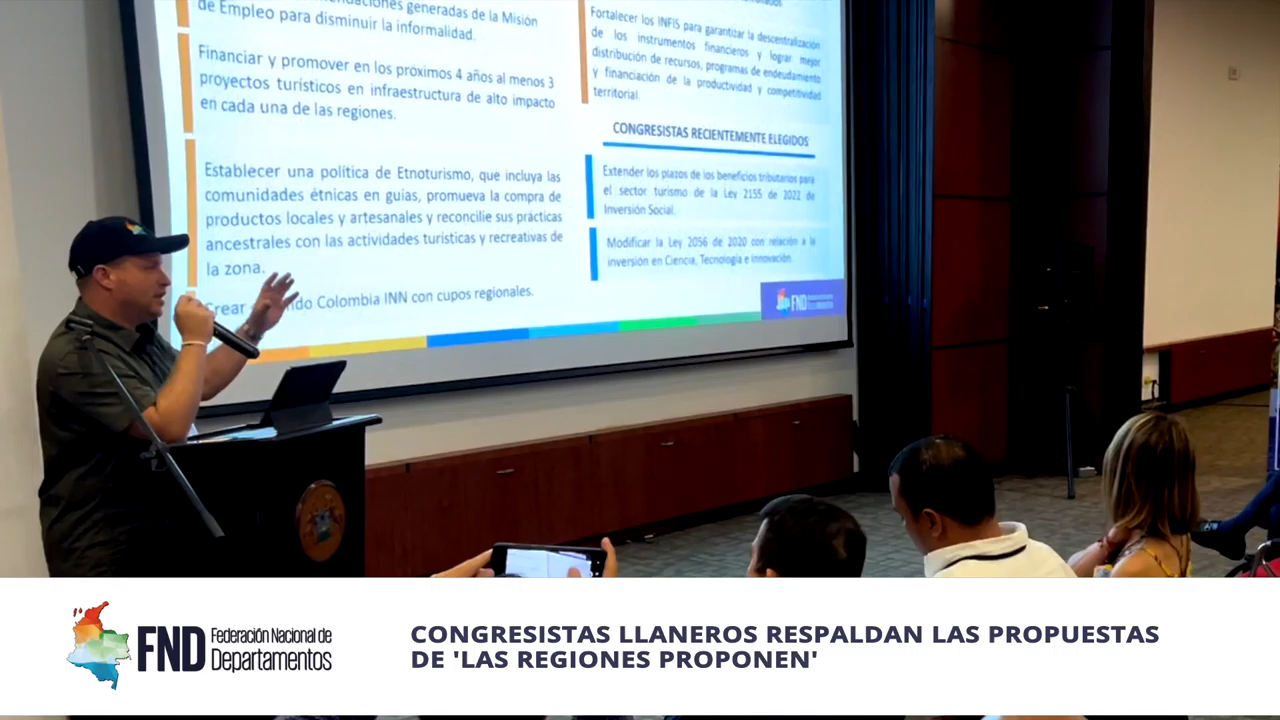 generadas de la Misión
de Empleo para disminuir la informalidad.
Financiar y promover en los próximos 4 años al menos 3
proyectos turísticos en infraestructura de alto impacto
en cada una de las regiones.
Establecer una política de Etnoturismo, que incluya las
comunidades étnicas en guías, promueva la compra de
productos locales y artesanales y reconcilie sus prácticas
ancestrales con las actividades turísticas y recreativas de
la zona.
Colombia INN con cupos regionales.
Fortalecer los INFIS para garantizar la descentralización
de los instrumentos financieros y lograr mejor
distribución de recursos, programas de endeudamiento
y financiación de la productividad y competitividad
territorial.
CONGRESISTAS RECIENTEMENTE ELEGIDOS
Extender los plazos de los beneficios tributarios para
el sector turismo de la Ley 2155 de 2022 de
Inversión Social.
Modificar la Ley 2056 de 2020 con relación a la
inversión en Ciencia, Tecnología e Innovación.
FND
FND
Federación Nacional de
Departamentos
CONGRESISTAS LLANEROS RESPALDAN LAS PROPUESTAS
DE 'LAS REGIONES PROPONEN'